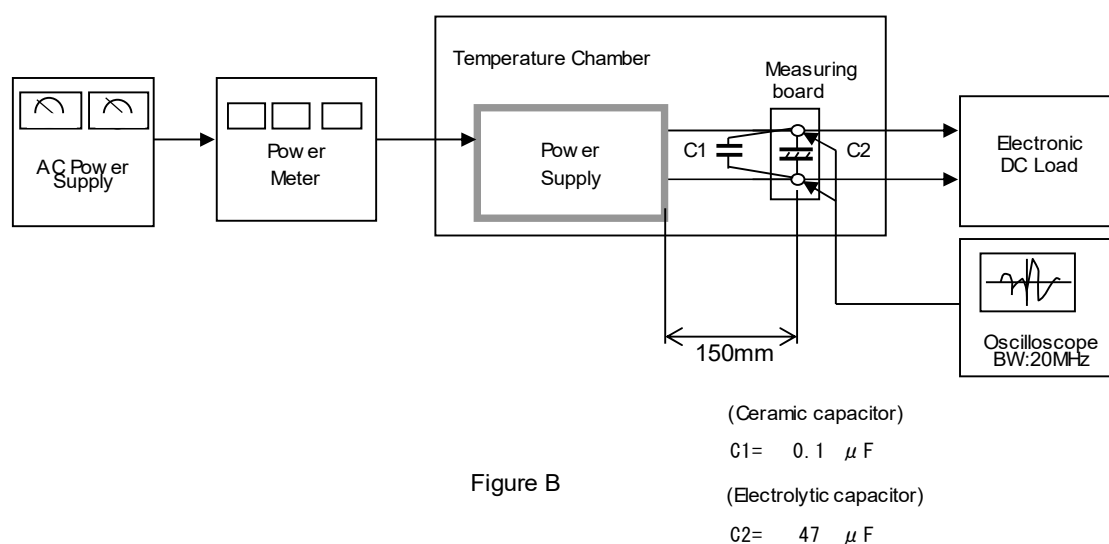 Temperature Chamber
Measuring
board
AC Power
Supply
Power
Meter
Power
Supply
C1
C2
Electronic
DC Load
150mm
Oscilloscope
BW:20MHz
(Ceramic capacitor)
C1= 0.1 μF
Figure B
(Electrolytic capacitor)
C2= 47 μF